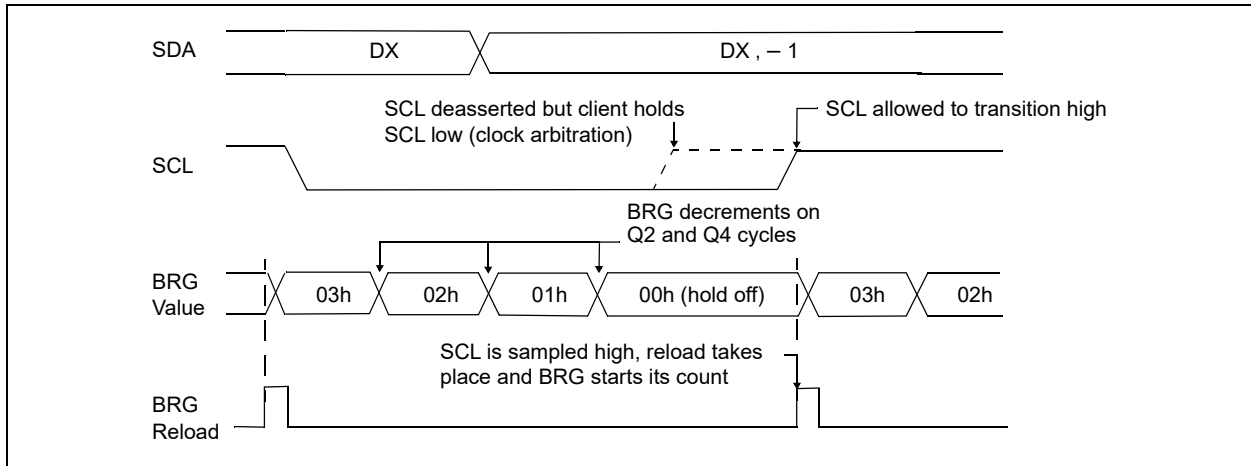 SDA
DX
DX , – 1
SCL deasserted but client holds
SCL low (clock arbitration)
SCL allowed to transition high
SCL
BRG decrements on
Q2 and Q4 cycles
BRG
Value
03h
02h
01h
00h (hold off)
03h
02h
SCL is sampled high, reload takes
place and BRG starts its count
BRG
Reload